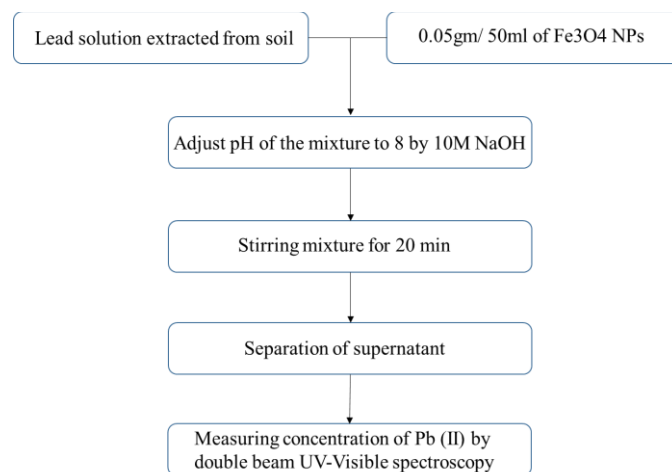 Lead solution extracted from soil
0.05gm/ 50ml of Fe3O4 NPs
Adjust pH of the mixture to 8 by 10M NaOH
Stirring mixture for 20 min
Separation of supernatant
Measuring concentration of Pb (II) by
double beam UV-Visible spectroscopy